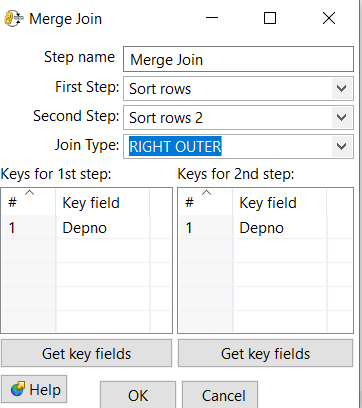 Merge Join
Step name Merge Join
First Step: Sort rows
Second Step: Sort rows 2
Join Type: RIGHT OUTER
Keys for 1st step: Keys for 2nd step:
# Key field # Key field
1 Depno 1 Depno
Get key fields Get key fields
Help OK Cancel